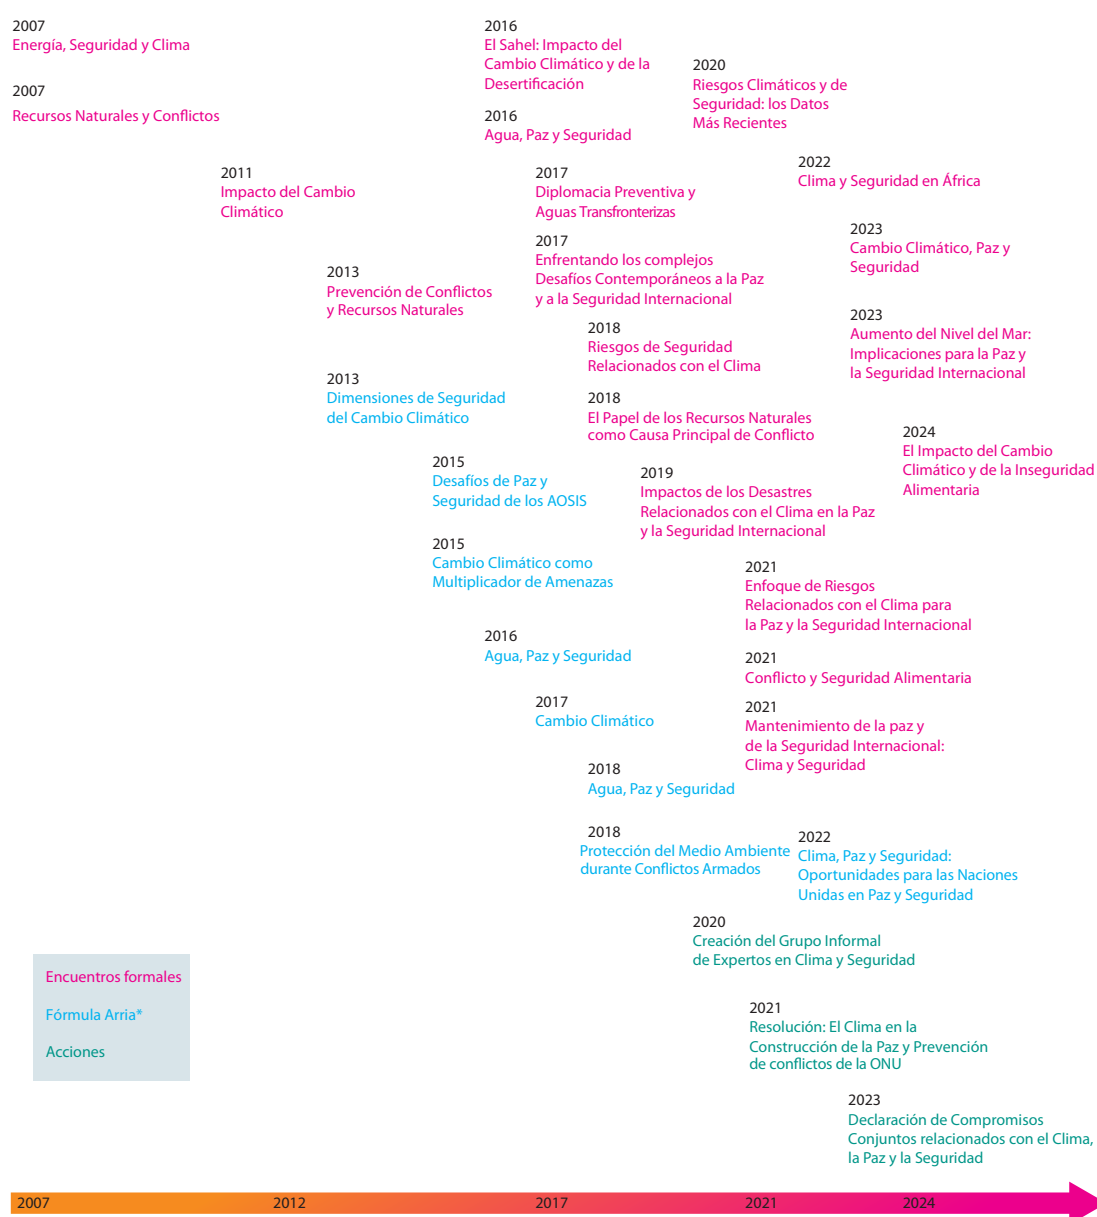 2007
Energía, Seguridad y Clima
2007
Recursos Naturales y Conflictos
2011
Impacto del Cambio
Climático
2013
Prevención de Conflictos
y Recursos Naturales
2013
Dimensiones de Seguridad
del Cambio Climático
2015
Desafíos de Paz y
Seguridad de los AOSIS
2015
Cambio Climático como
Multiplicador de Amenazas
2016
El Sahel: Impacto del
Cambio Climático y de la
Desertificación
2016
Agua, Paz y Seguridad
2017
Diplomacia Preventiva y
Aguas Transfronterizas
2017
Enfrentando los complejos
Desafíos Contemporáneos a la Paz
y a la Seguridad Internacional
2018
Riesgos de Seguridad
Relacionados con el Clima
2018
El Papel de los Recursos Naturales
como Causa Principal de Conflicto
2019
Impactos de los Desastres
Relacionados con el Clima en la Paz
y la Seguridad Internacional
2016
Agua, Paz y Seguridad
2017
Cambio Climático
2018
Agua, Paz y Seguridad
2018
Protección del Medio Ambiente
durante Conflictos Armados
2020
Riesgos Climáticos y de
Seguridad: los Datos
Más Recientes
2022
Clima y Seguridad en África
2023
Cambio Climático, Paz y
Seguridad
2023
Aumento del Nivel del Mar:
Implicaciones para la Paz y
la Seguridad Internacional
2024
El Impacto del Cambio
Climático y de la Inseguridad
Alimentaria
2021
Enfoque de Riesgos
Relacionados con el Clima para
la Paz y la Seguridad Internacional
2021
Conflicto y Seguridad Alimentaria
2021
Mantenimiento de la paz y
de la Seguridad Internacional:
Clima y Seguridad
2022
Clima, Paz y Seguridad:
Oportunidades para las Naciones
Unidas en Paz y Seguridad
2020
Creación del Grupo Informal
de Expertos en Clima y Seguridad
2021
Resolución: El Clima en la
Construcción de la Paz y Prevención
de conflictos de la ONU
2023
Declaración de Compromisos
Conjuntos relacionados con el Clima,
la Paz y la Seguridad
Encuentros formales
Fórmula Arria*
Acciones
2007
2012
2017
2021
2024